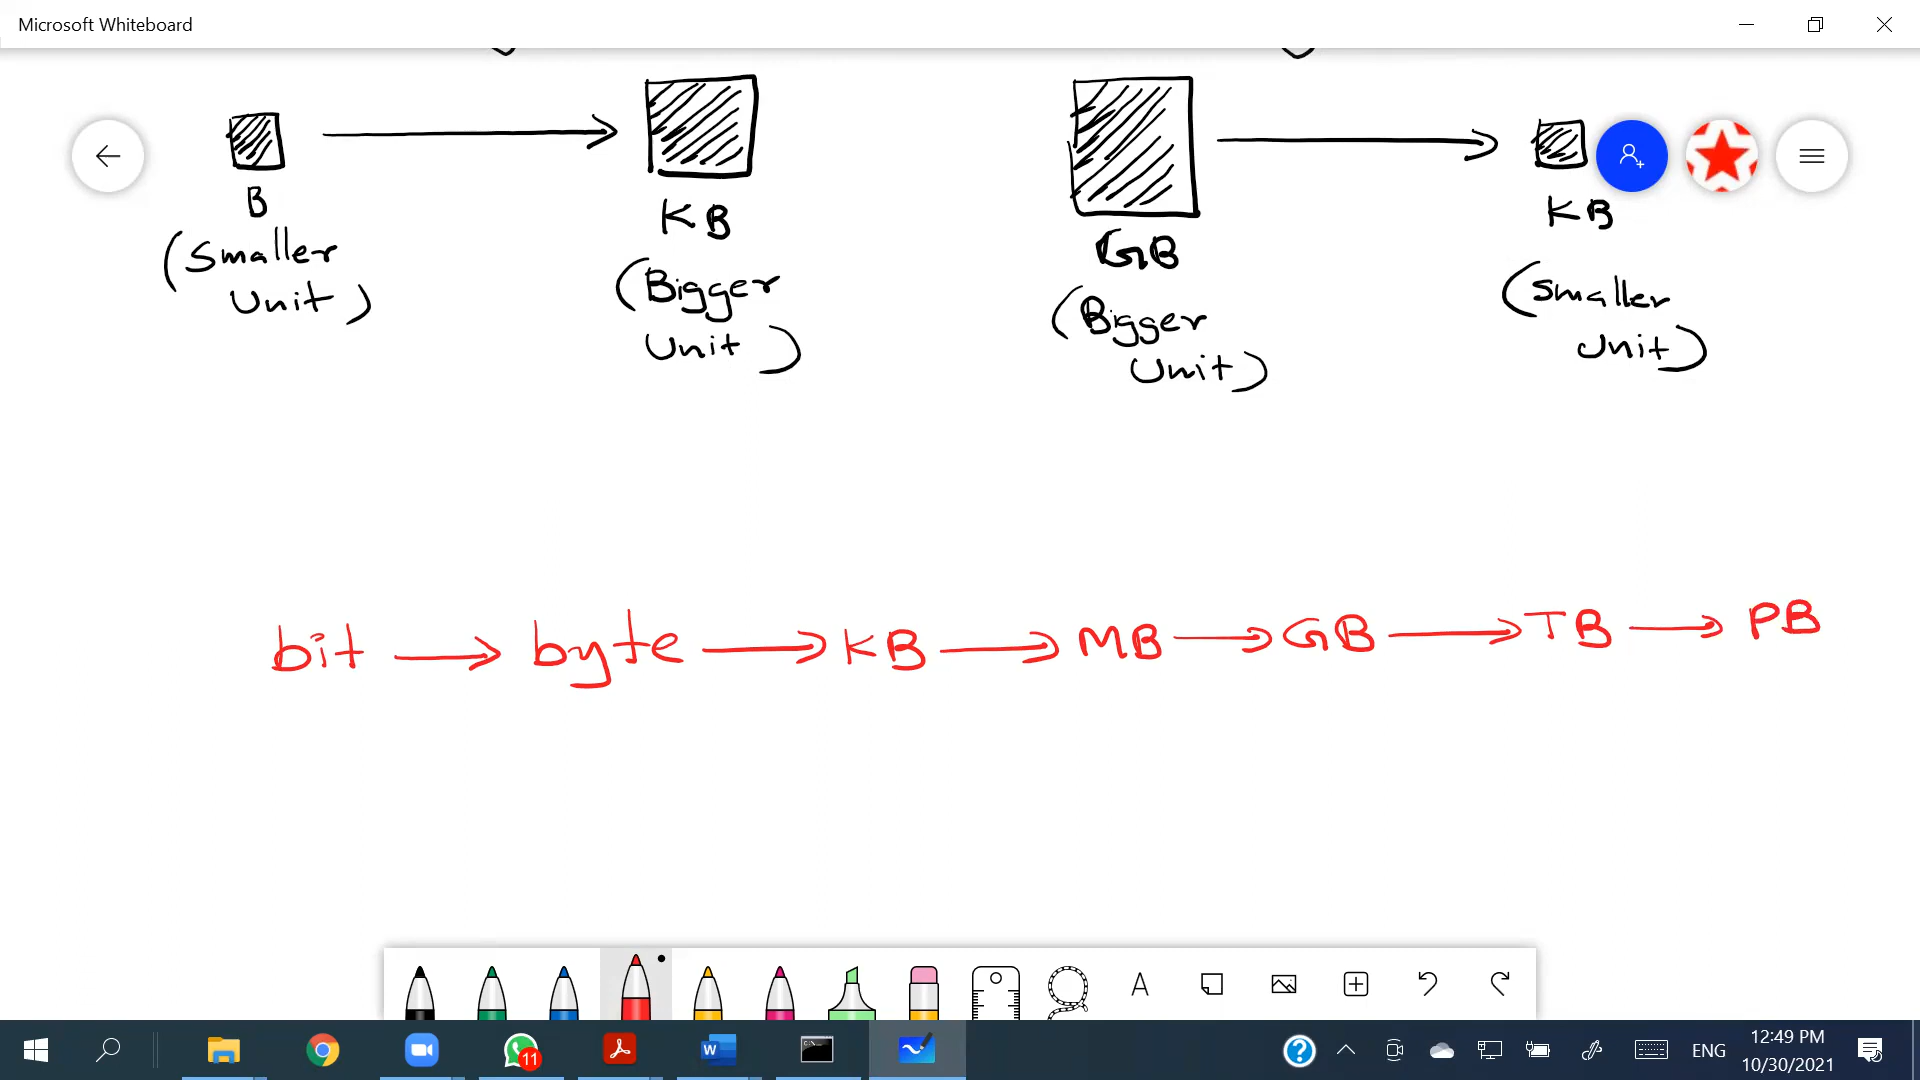 Microsoft Whiteboard
B
(Smaller
Unit)
KB
(Bigger
Unit)
GB
(Bigger
Unit)
KB
(Smaller
Unit)
bit → byte → KB → MB → GB → TB → PB
A
11
W
ENG
12:49 PM
10/30/2021